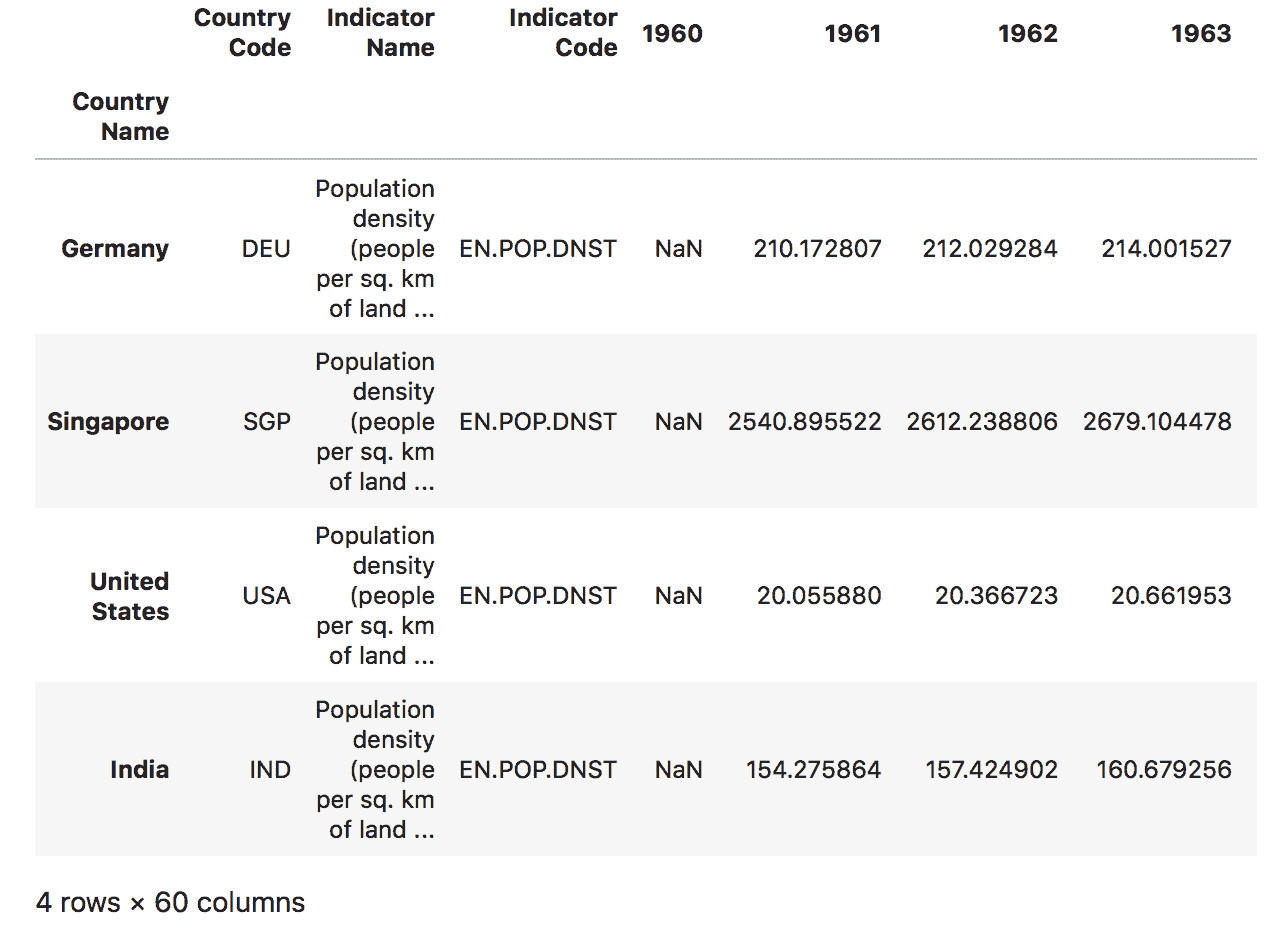 Country Indicator Indicator
Code Name Code 1960 1961 1962 1963
Country
Name
Population
density
Germany DEU (people EN.POP.DNST NaN 210.172807 212.029284 214.001527
per sq. km
of land ...
Population
density
Singapore SGP (people EN.POP.DNST NaN 2540.895522 2612.238806 2679.104478
per sq. km
of land ...
Population
density
United
States USA (people EN.POP.DNST NaN 20.055880 20.366723 20.661953
per sq. km
of land ...
Population
density
India IND (people EN.POP.DNST NaN 154.275864 157.424902 160.679256
per sq. km
of land ...
4 rows × 60 columns